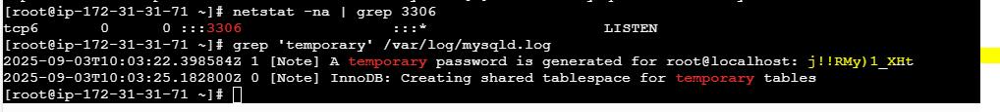 [root@ip-172-31-31-71 ~]# netstat -na | grep 3306
tcp6       0      0 :::3306                 :::*                    LISTEN
[root@ip-172-31-31-71 ~]# grep 'temporary' /var/log/mysqld.log
2025-09-03T10:03:22.398584Z 1 [Note] A temporary password is generated for root@localhost: j!!RMy)1_XHt
2025-09-03T10:03:25.182800Z 0 [Note] InnoDB: Creating shared tablespace for temporary tables
[root@ip-172-31-31-71 ~]#